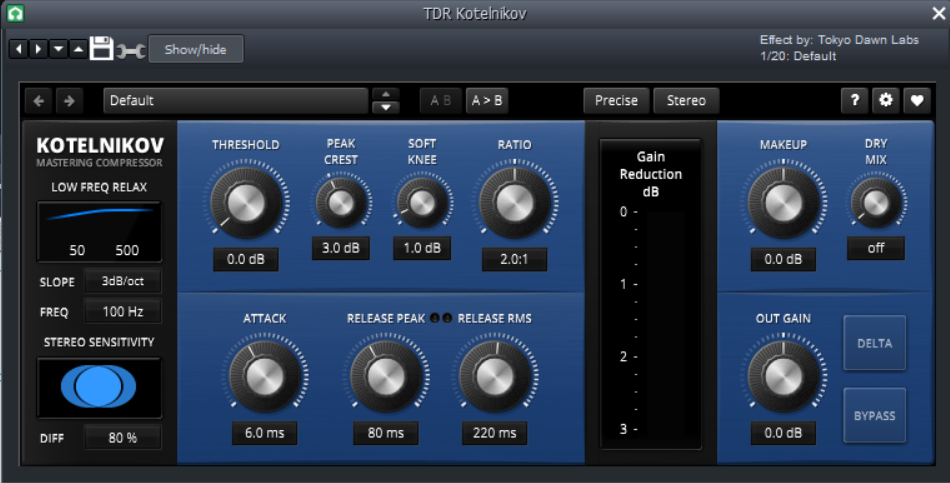 TDR Kotelnikov
Show/hide
Effect by: Tokyo Dawn Labs
1/20: Default
Default
A B
A > B
Precise
Stereo
?
KOTELNIKOV
MASTERING COMPRESSOR
LOW FREQ RELAX
50 500
SLOPE 3dB/oct
FREQ 100 Hz
STEREO SENSITIVITY
DIFF 80 %
THRESHOLD
0.0 dB
PEAK
CREST
3.0 dB
SOFT
KNEE
1.0 dB
RATIO
2.0:1
ATTACK
6.0 ms
RELEASE PEAK
80 ms
RELEASE RMS
220 ms
Gain
Reduction
dB
0 -
1 -
2 -
3 -
MAKEUP
0.0 dB
DRY
MIX
off
OUT GAIN
0.0 dB
DELTA
BYPASS